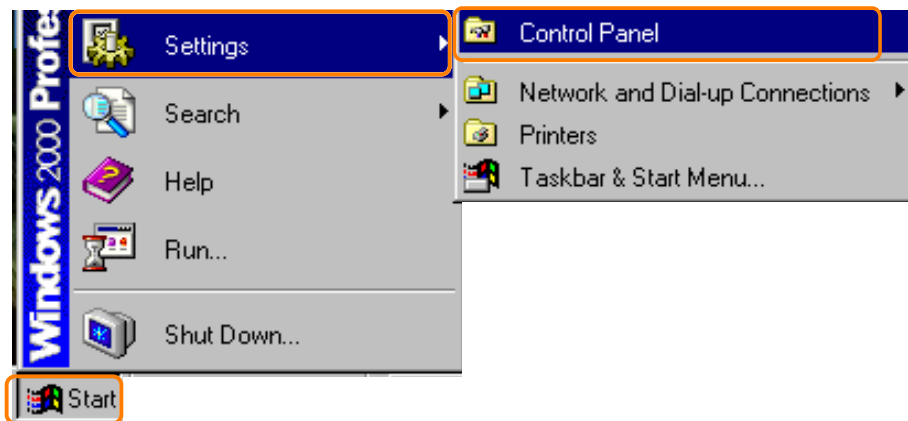 Windows 2000 Profes
Settings
Search
Help
Run...
Shut Down...
Start
Control Panel
Network and Dial-up Connections
Printers
Taskbar & Start Menu...